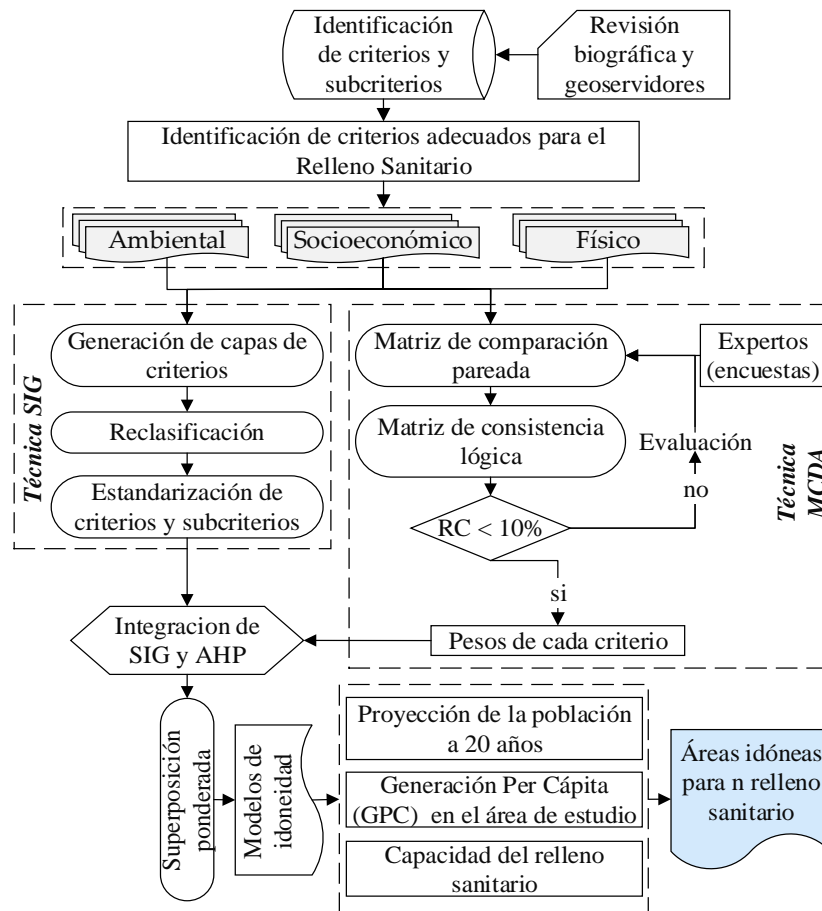 Identificación
de criterios y
subcriterios
Revisión
biográfica y
geoservidores
Identificación de criterios adecuados para el
Relleno Sanitario
Ambiental
Socioeconómico
Físico
Técnica SIG
Generación de capas de
criterios
Reclasificación
Estandarización de
criterios y subcriterios
Matriz de comparación
pareada
Matriz de consistencia
lógica
RC < 10%
Expertos
(encuestas)
Evaluación
no
si
Técnica
MCDA
Pesos de cada criterio
Integracion de
SIG y AHP
Superposición
ponderada
Modelos de
idoneidad
Proyección de la población
a 20 años
Generación Per Cápita
(GPC) en el área de estudio
Capacidad del relleno
sanitario
Áreas idóneas
para n relleno
sanitario